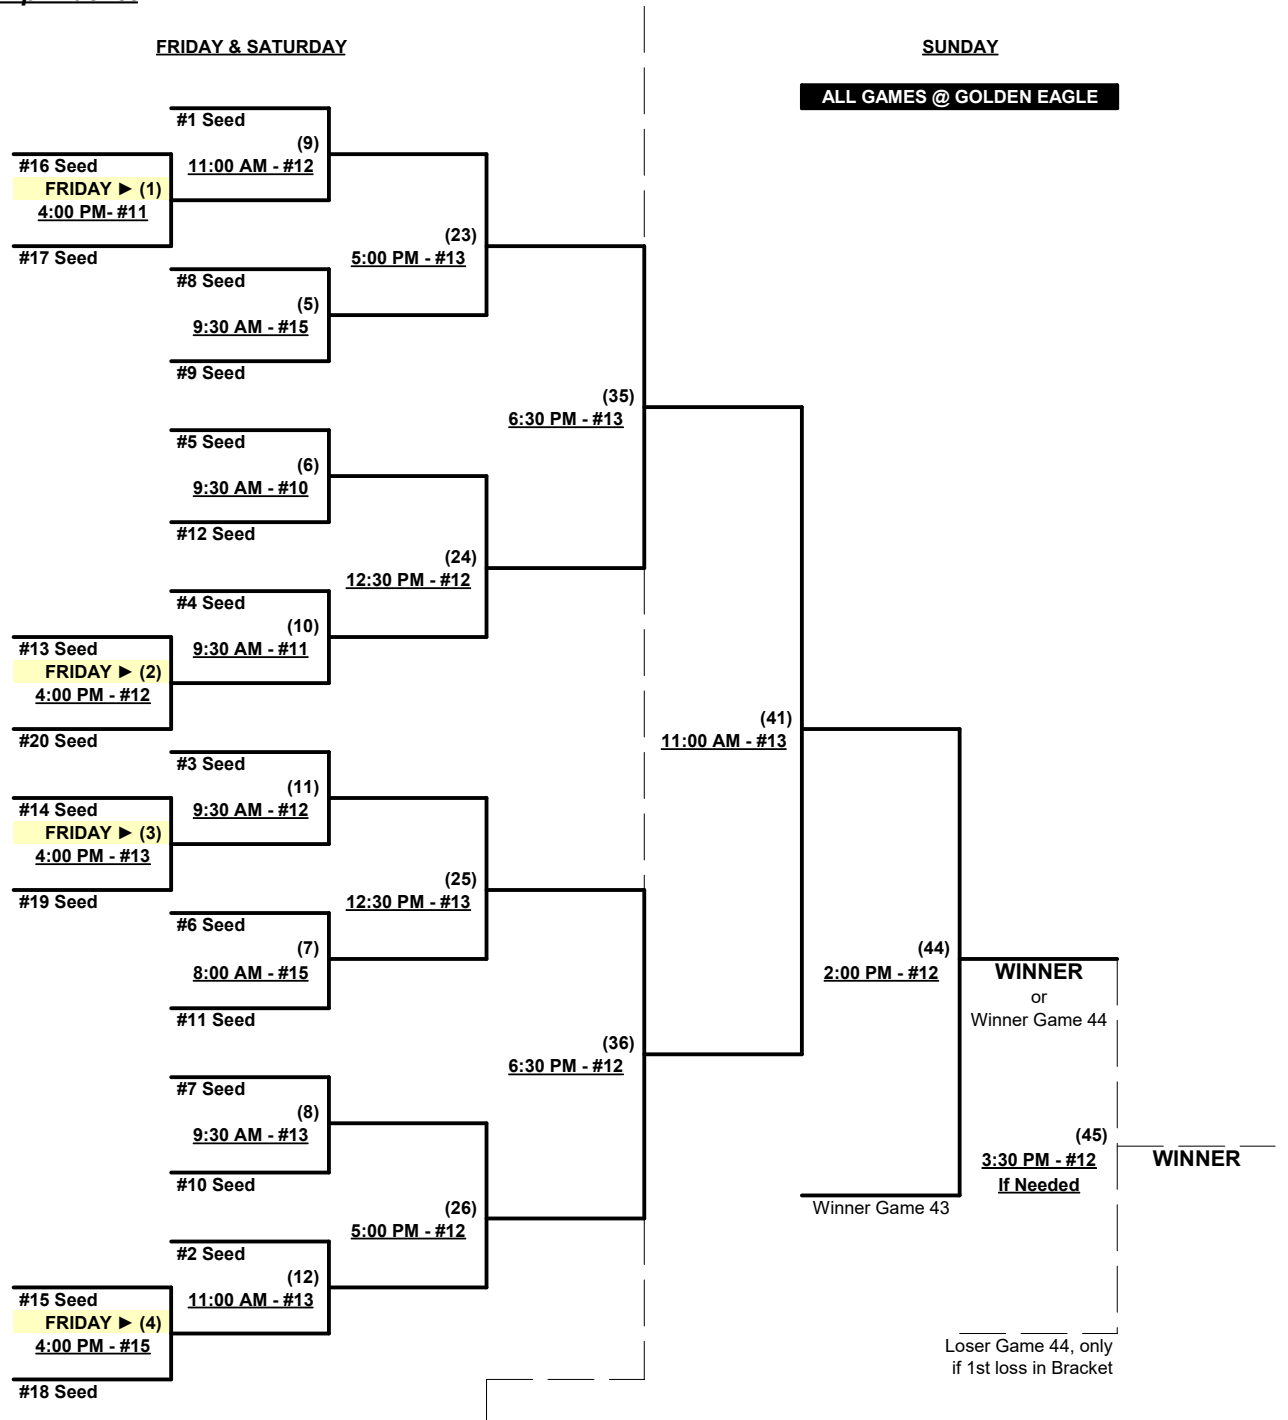 FRIDAY & SATURDAY
SUNDAY
ALL GAMES @ GOLDEN EAGLE
#1 Seed
(9)
11:00 AM - #12
#16 Seed
FRIDAY ► (1)
4:00 PM- #11
#17 Seed
(23)
5:00 PM - #13
#8 Seed
(5)
9:30 AM - #15
#9 Seed
(35)
6:30 PM - #13
#5 Seed
(6)
9:30 AM - #10
#12 Seed
(24)
12:30 PM - #12
#4 Seed
(10)
9:30 AM - #11
#13 Seed
FRIDAY ► (2)
4:00 PM - #12
#20 Seed
(41)
11:00 AM - #13
#3 Seed
(11)
9:30 AM - #12
#14 Seed
FRIDAY ► (3)
4:00 PM - #13
#19 Seed
(25)
12:30 PM - #13
#6 Seed
(7)
8:00 AM - #15
#11 Seed
(44)
2:00 PM - #12
WINNER
or
Winner Game 44
(36)
6:30 PM - #12
#7 Seed
(8)
9:30 AM - #13
#10 Seed
(45)
3:30 PM - #12
If Needed
WINNER
Winner Game 43
(26)
5:00 PM - #12
#2 Seed
(12)
11:00 AM - #13
#15 Seed
FRIDAY ► (4)
4:00 PM - #15
#18 Seed
Loser Game 44, only
if 1st loss in Bracket